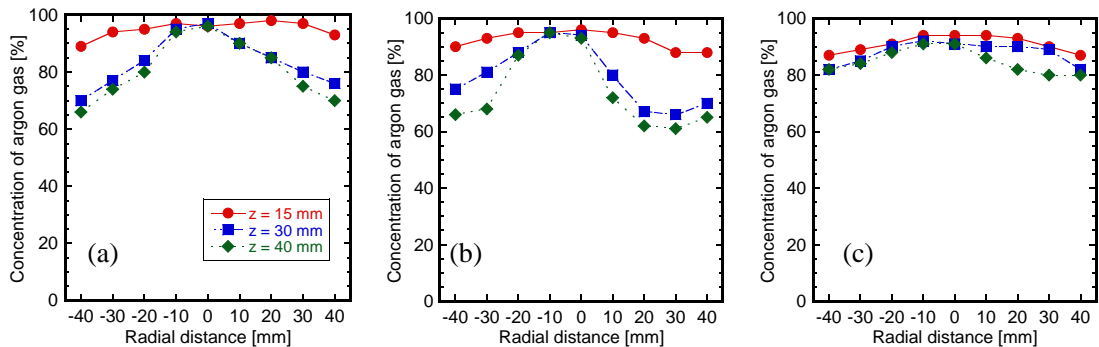 Concentration of argon gas [%]
100
80
60
40
20
0
-40 -30 -20 -10 0 10 20 30 40
Radial distance [mm]
(a)
z = 15 mm
z = 30 mm
z = 40 mm
Concentration of argon gas [%]
100
80
60
40
20
0
-40 -30 -20 -10 0 10 20 30 40
Radial distance [mm]
(b)
Concentration of argon gas [%]
100
80
60
40
20
0
-40 -30 -20 -10 0 10 20 30 40
Radial distance [mm]
(c)